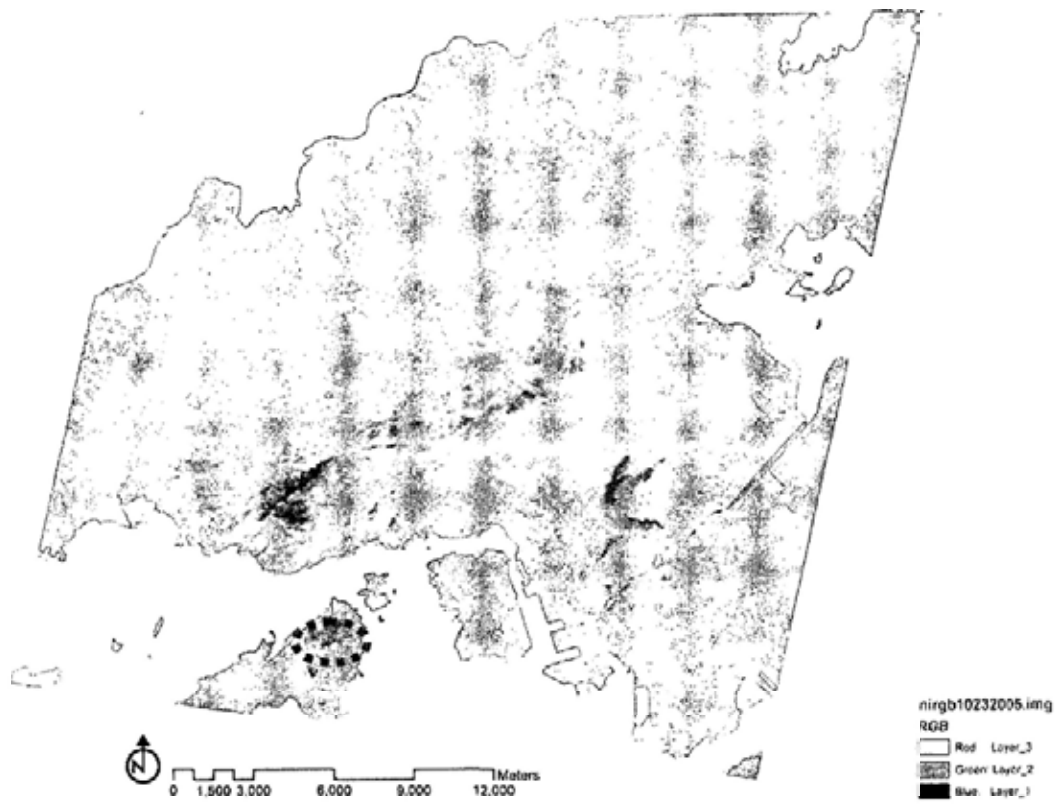 nirgb10232005.img
RGB
Red Layer_3
Green Layer_2
Blue. Layer_1
N
Meters
0 1,500 3,000 6,000 9,000 12,000